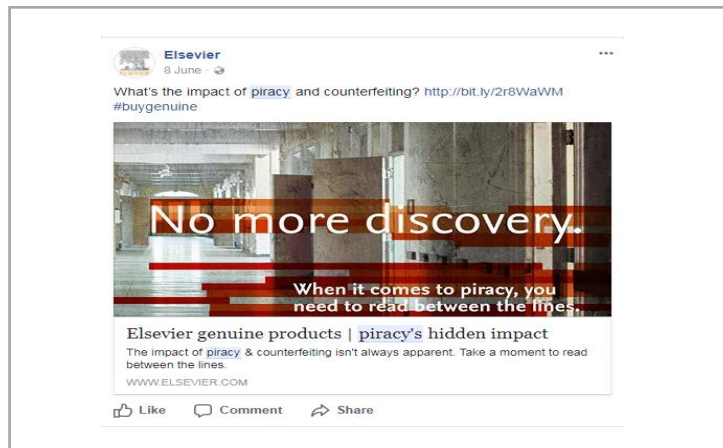 Elsevier
8 June
What's the impact of piracy and counterfeiting? http://bit.ly/2r8WaWM
#buygenuine
No more discovery.
When it comes to piracy, you
need to read between the lines.
Elsevier genuine products | piracy's hidden impact
The impact of piracy & counterfeiting isn't always apparent. Take a moment to read
between the lines.
WWW.ELSEVIER.COM
Like Comment Share